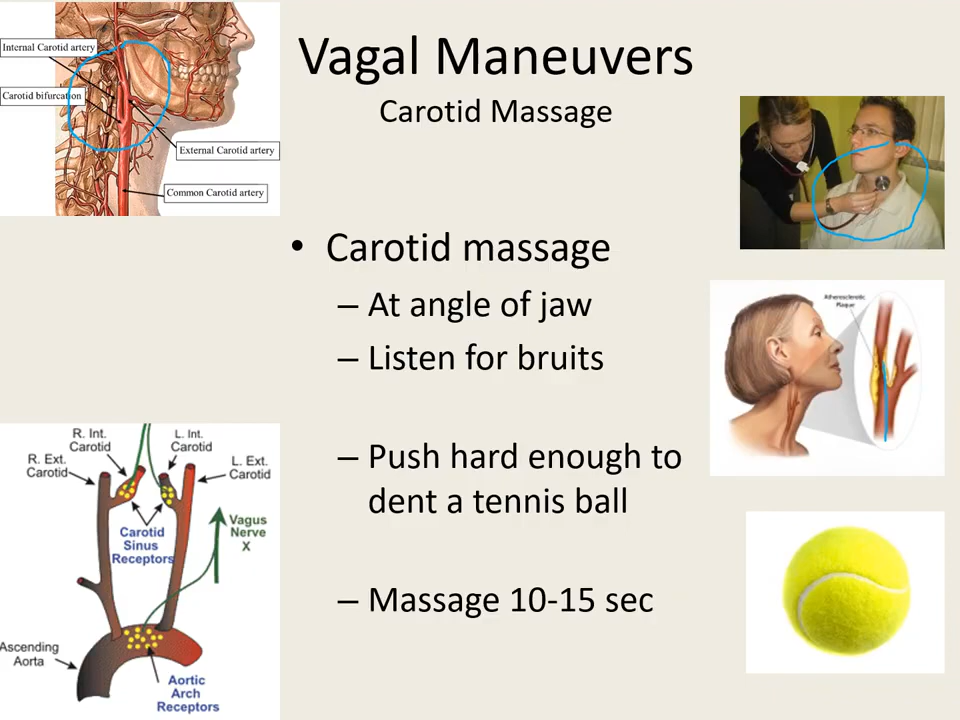 Vagal Maneuvers
Carotid Massage
Internal Carotid artery
Carotid bifurcation
External Carotid artery
Common Carotid artery
• Carotid massage
– At angle of jaw
– Listen for bruits
– Push hard enough to
dent a tennis ball
– Massage 10-15 sec
Atherosclerotic
Plaque
R. Int.
Carotid
L. Int.
Carotid
R. Ext.
Carotid
L. Ext.
Carotid
Carotid
Sinus
Receptors
Vagus
Nerve
X
Ascending
Aorta
Aortic
Arch
Receptors